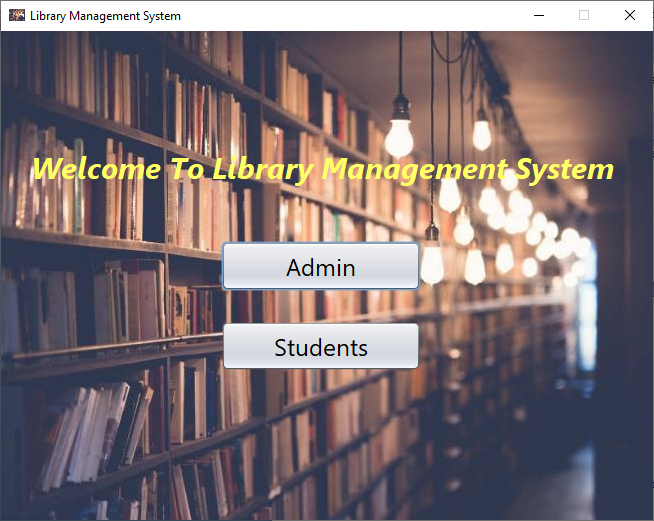 Library Management System
Welcome To Library Management System
Admin
Students